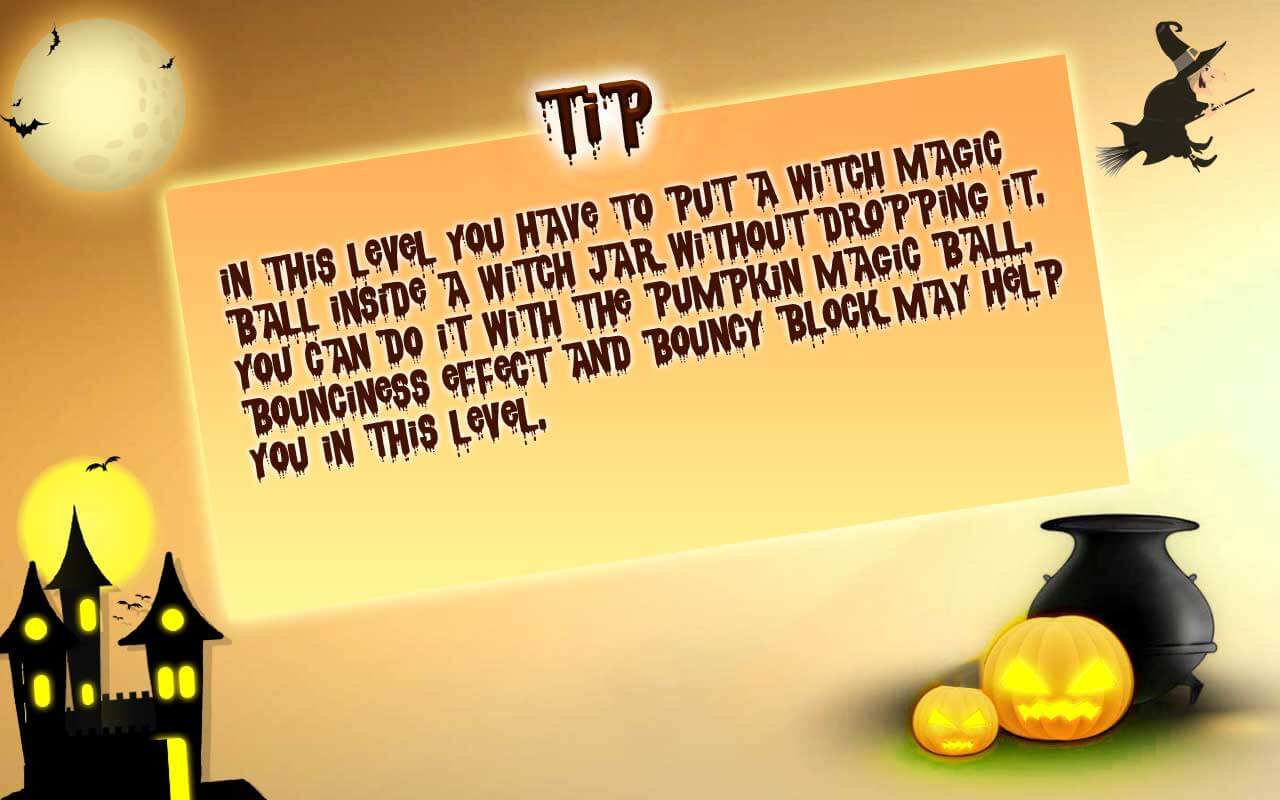 TiP
iN THiS LeVeL YOU HAVe TO PUT A WiTCH MAGiC
BALL iNSiDe A WiTCH JAR WiTHOUT DROPPiNG iT.
YOU CAN DO iT WiTH THe PUMPKiN MAGiC BALL.
BOUNCiNeSS eFFeCT AND BOUNCY BLOCK MAY HeLP
YOU iN THiS LeVeL.